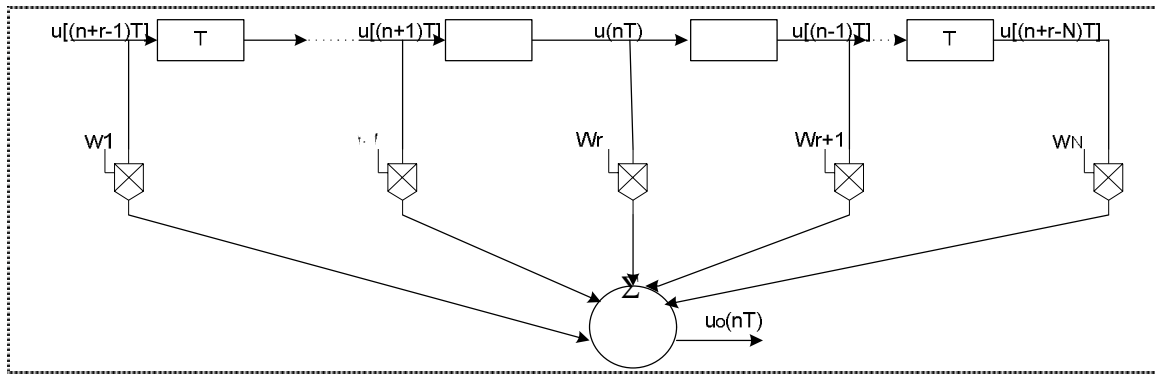 u[(n+r-1)T] T u[(n+1)T] u(nT) u[(n-1)T] T u[(n+r-N)T]
W1 Wr Wr+1 WN
Σ
uo(nT)